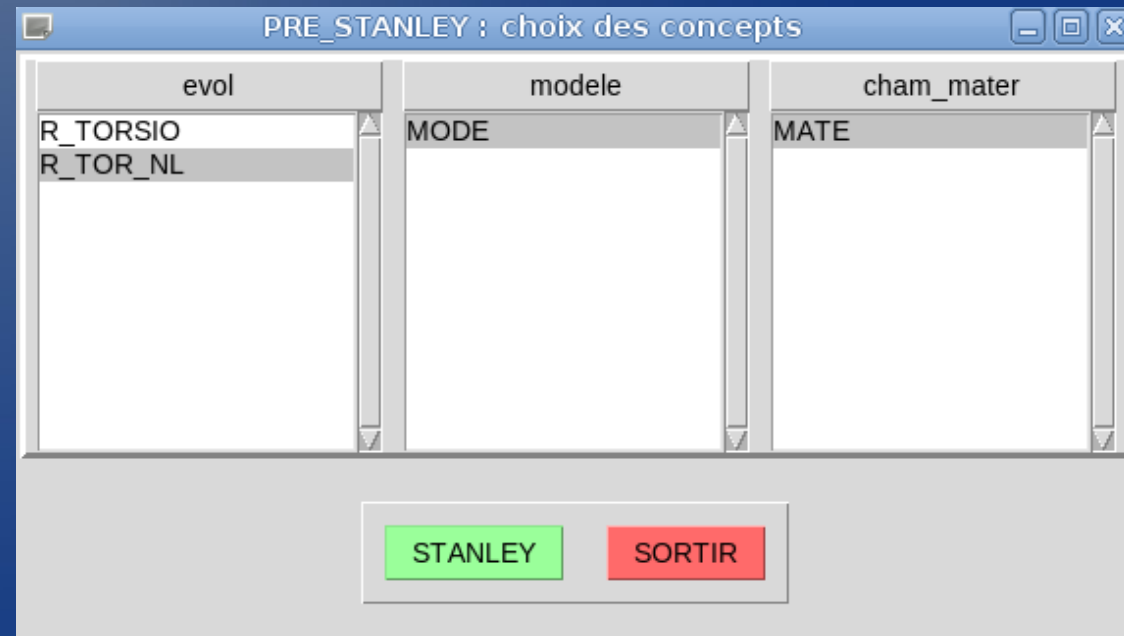 PRE_STANLEY : choix des concepts
evol
modele
cham_mater
R_TORSIO
R_TOR_NL
MODE
MATE
STANLEY
SORTIR